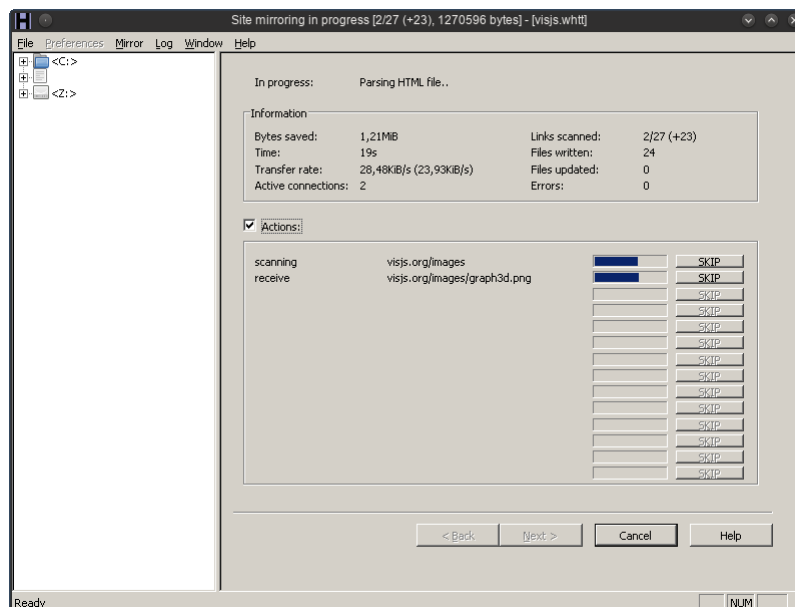 Site mirroring in progress [2/27 (+23), 1270596 bytes] - [visjs.whtt]
File Preferences Mirror Log Window Help
<C:>
<Z:>
In progress: Parsing HTML file..
Information
Bytes saved: 1,21MiB Links scanned: 2/27 (+23)
Time: 19s Files written: 24
Transfer rate: 28,48KiB/s (23,93KiB/s) Files updated: 0
Active connections: 2 Errors: 0
Actions:
scanning visjs.org/images SKIP
receive visjs.org/images/graph3d.png SKIP
SKIP
SKIP
SKIP
SKIP
SKIP
SKIP
SKIP
SKIP
SKIP
SKIP
SKIP
SKIP
< Back Next > Cancel Help
Ready NUM